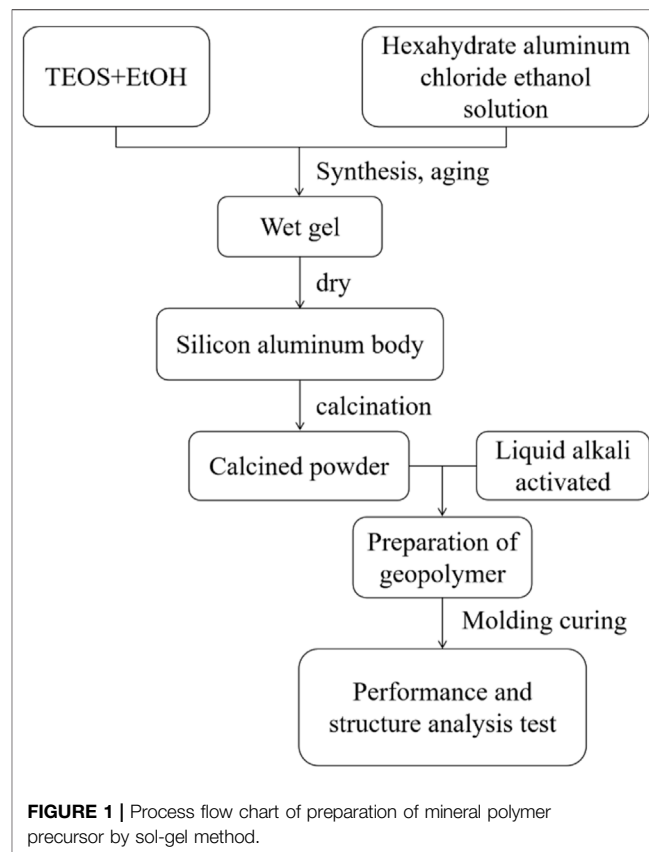 TEOS+EtOH
Hexahydrate aluminum
chloride ethanol
solution
Synthesis, aging
Wet gel
dry
Silicon aluminum body
calcination
Calcined powder
Liquid alkali
activated
Preparation of
geopolymer
Molding curing
Performance and
structure analysis test
FIGURE 1 | Process flow chart of preparation of mineral polymer
precursor by sol-gel method.